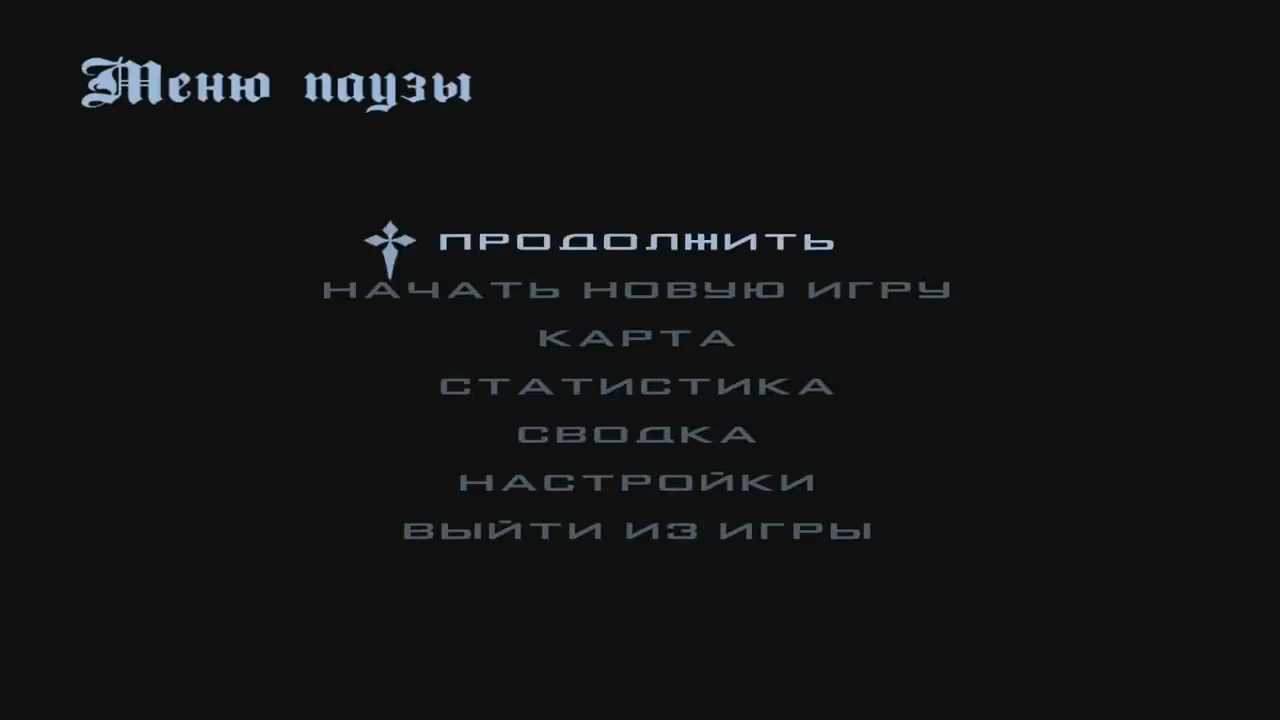 Меню паузы
ПРОДОЛЖИТЬ
НАЧАТЬ НОВУЮ ИГРУ
КАРТА
СТАТИСТИКА
СВОДКА
НАСТРОЙКИ
ВЫЙТИ ИЗ ИГРЫ